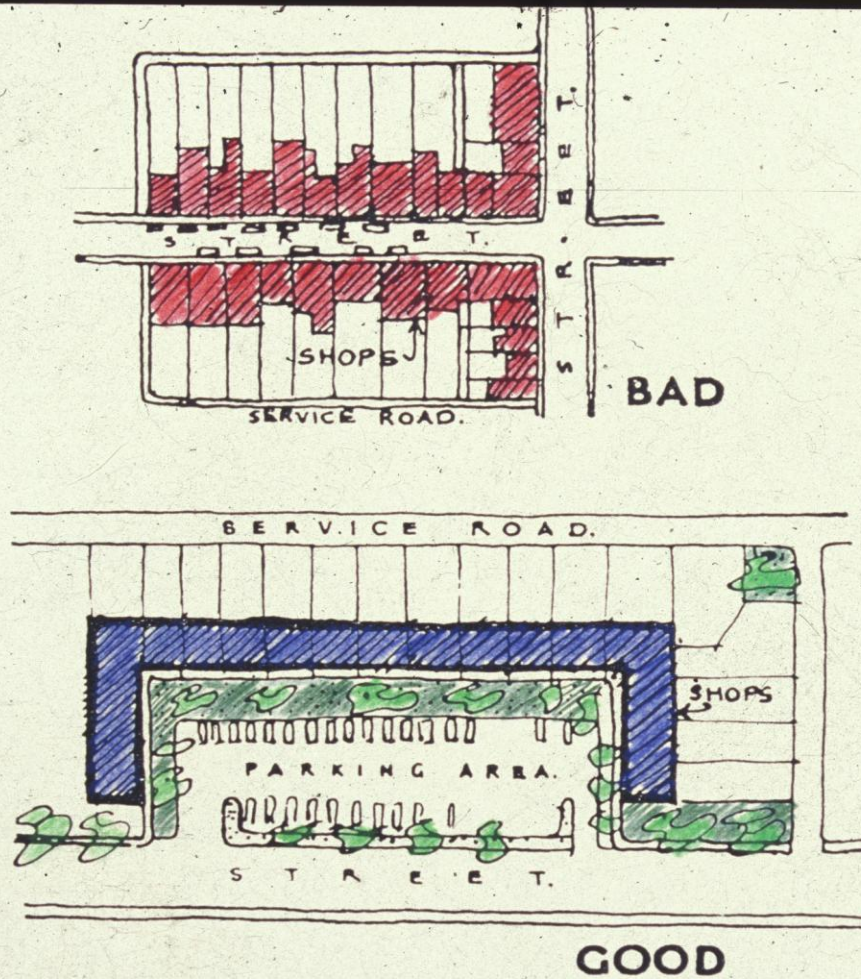 STREET.
STREET.
SHOPS
BAD
SERVICE ROAD.
SERVICE ROAD.
SHOPS
PARKING AREA.
STREET.
GOOD